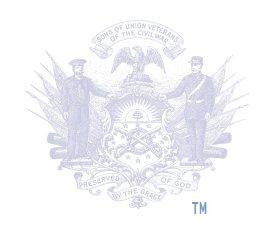 SONS OF UNION VETERANS
OF THE CIVIL WAR
PRESERVED BY THE GRACE OF GOD
TM